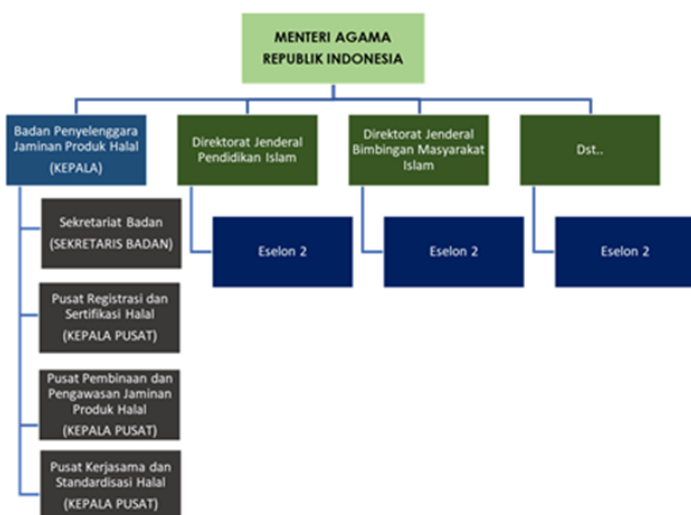 MENTERI AGAMA
REPUBLIK INDONESIA
Badan Penyelenggara
Jaminan Produk Halal
(KEPALA)
Direktorat Jenderal
Pendidikan Islam
Direktorat Jenderal
Bimbingan Masyarakat
Islam
Dst..
Sekretariat Badan
(SEKRETARIS BADAN)
Eselon 2
Eselon 2
Eselon 2
Pusat Registrasi dan
Sertifikasi Halal
(KEPALA PUSAT)
Pusat Pembinaan dan
Pengawasan Jaminan
Produk Halal
(KEPALA PUSAT)
Pusat Kerjasama dan
Standardisasi Halal
(KEPALA PUSAT)